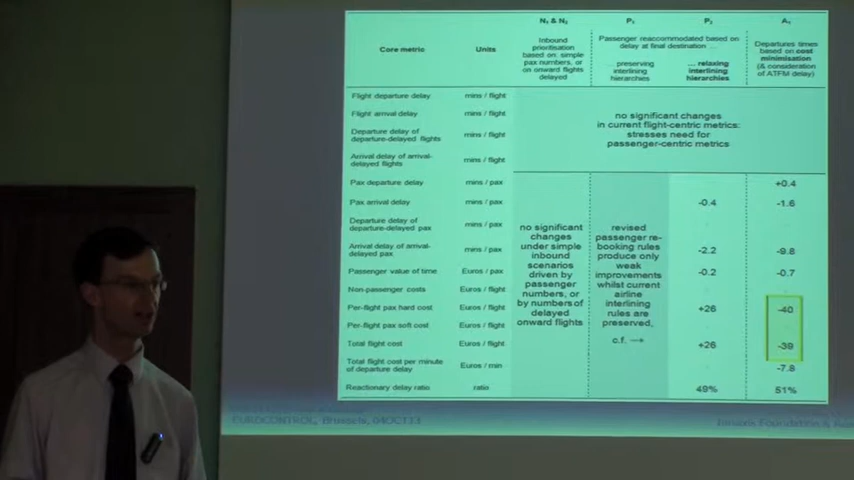 N₁ & N₂ P₁ P₂ A₁
Core metric
Units
Inbound
prioritisation
based on simple
pax numbers, or
on onward flights
delayed
Passenger reaccommodated based on
delay at final destination ...
... preserving
interlining
hierarchies
... relaxing
interlining
hierarchies
Departures times
based on cost
minimisation
(& consideration
of ATFM delay)
Flight departure delay mins / flight
Flight arrival delay mins / flight
Departure delay of
departure-delayed flights mins / flight
Arrival delay of arrival-
delayed flights mins / flight
no significant changes
in current flight-centric metrics:
stresses need for
passenger-centric metrics
Pax departure delay mins / pax +0.4
Pax arrival delay mins / pax -0.4 -1.6
Departure delay of
departure-delayed pax mins / pax
Arrival delay of arrival-
delayed pax mins / pax -2.2 -9.8
Passenger value of time Euros / pax -0.2 -0.7
Non-passenger costs Euros / flight
Per-flight pax hard cost Euros / flight +26 -40
Per-flight pax soft cost Euros / flight
Total flight cost Euros / flight +26 -39
Total flight cost per minute
of departure delay Euros / min -7.8
Reactionary delay ratio ratio 49% 51%
no significant
changes
under simple
inbound
scenarios
driven by
passenger
numbers, or
by numbers of
delayed
onward flights
revised
passenger re-
booking rules
produce only
weak
improvements
whilst current
airline
interlining
rules are
preserved,
c.f. →
EUROCONTROL, Brussels, 04OCT13